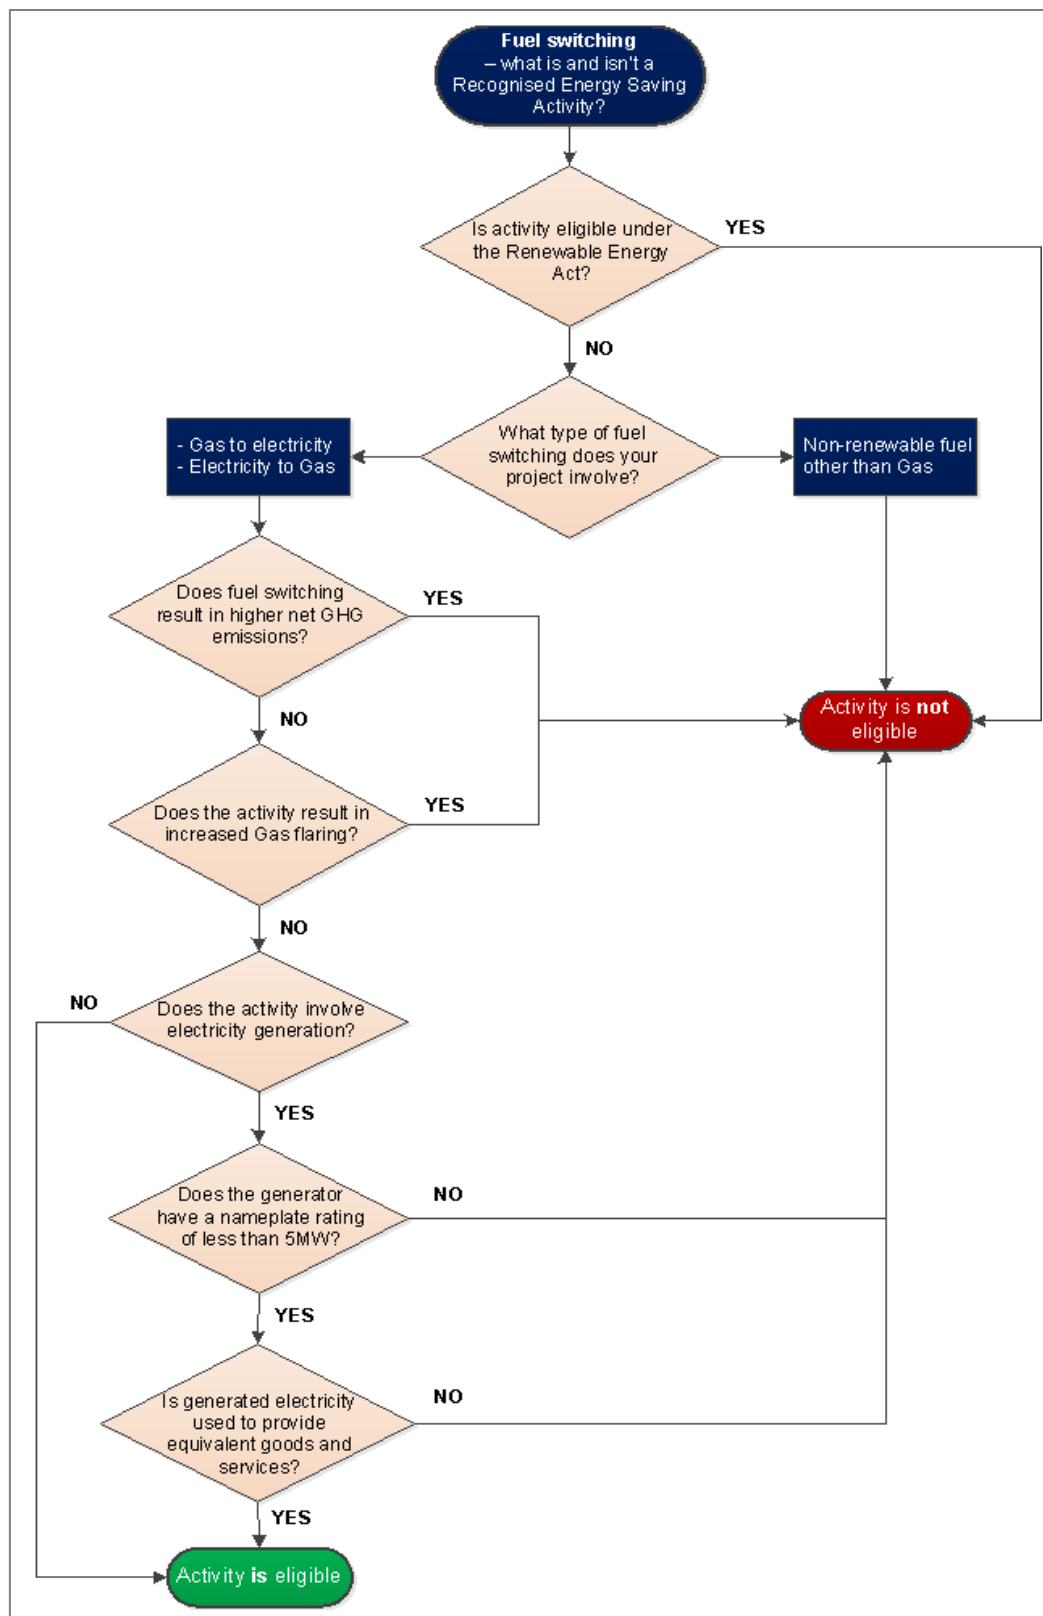 Fuel switching
– what is and isn't a
Recognised Energy Saving
Activity?
Is activity eligible under
the Renewable Energy
Act?
YES
NO
What type of fuel
switching does your
project involve?
- Gas to electricity
- Electricity to Gas
Non-renewable fuel
other than Gas
Does fuel switching
result in higher net GHG
emissions?
YES
NO
Activity is not
eligible
Does the activity result in
increased Gas flaring?
YES
NO
Does the activity involve
electricity generation?
NO
YES
Does the generator
have a nameplate rating
of less than 5MW?
NO
YES
Is generated electricity
used to provide
equivalent goods and
services?
NO
YES
Activity is eligible